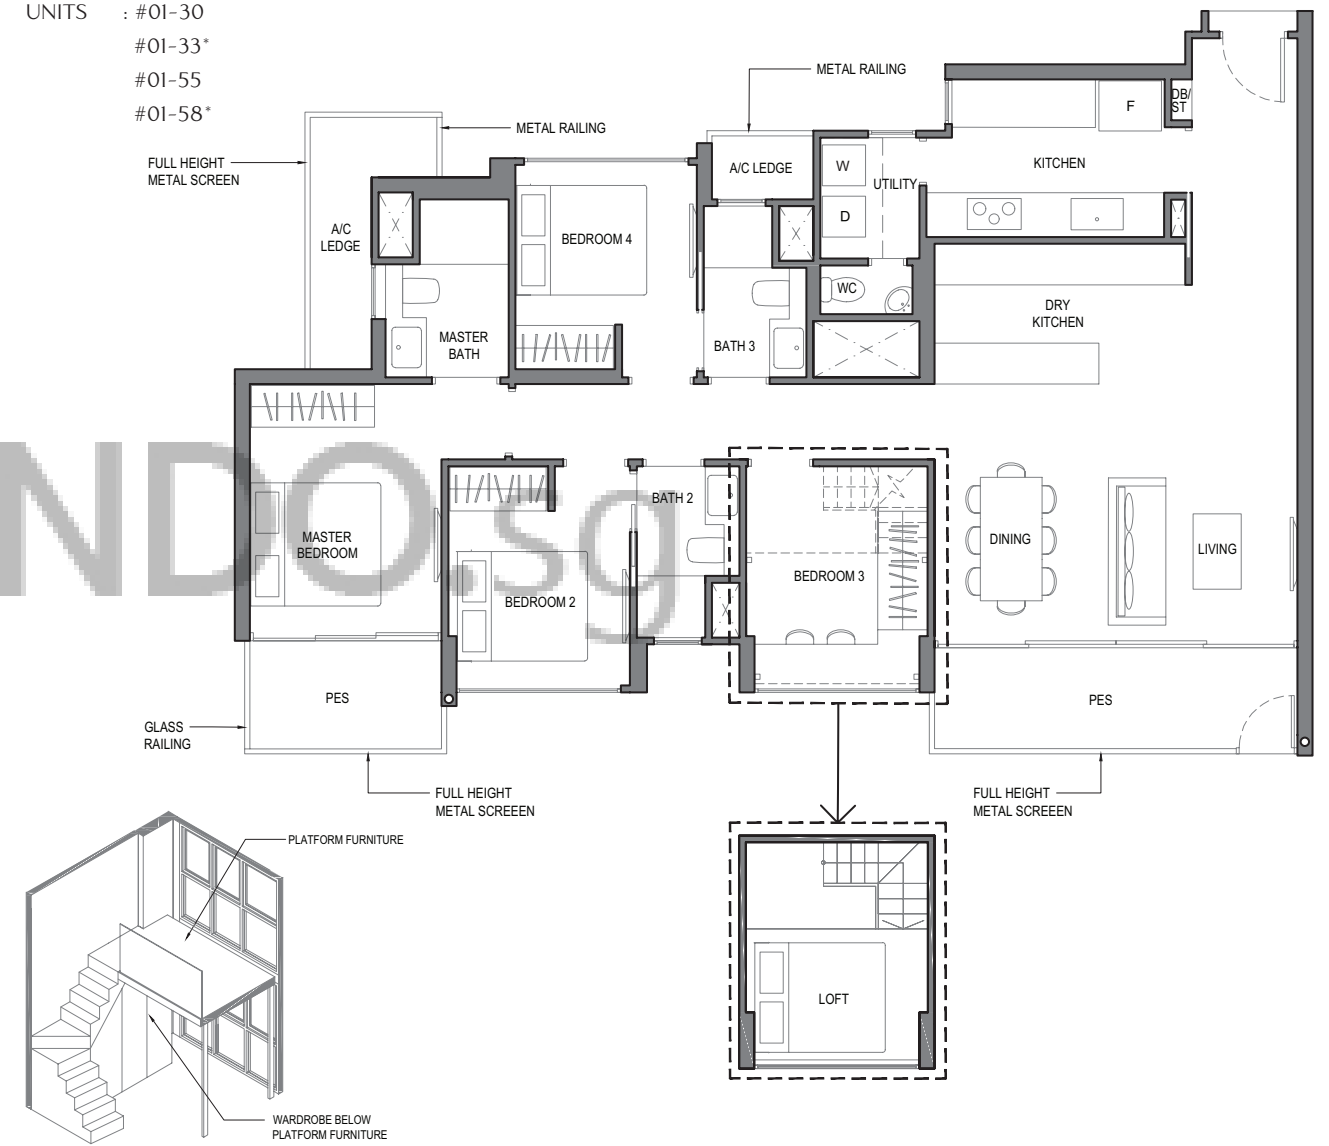 UNITS : #01-30
#01-33*
#01-55
#01-58*
METAL RAILING
METAL RAILING
FULL HEIGHT
METAL SCREEN
A/C
LEDGE
A/C LEDGE
BEDROOM 4
W
D
UTILITY
KITCHEN
F
DB/
ST
WC
MASTER
BATH
BATH 3
DRY
KITCHEN
NDO.sg
MASTER
BEDROOM
BEDROOM 2
BATH 2
BEDROOM 3
DINING
LIVING
PES
PES
GLASS
RAILING
FULL HEIGHT
METAL SCREEEN
FULL HEIGHT
METAL SCREEEN
PLATFORM FURNITURE
LOFT
WARDROBE BELOW
PLATFORM FURNITURE